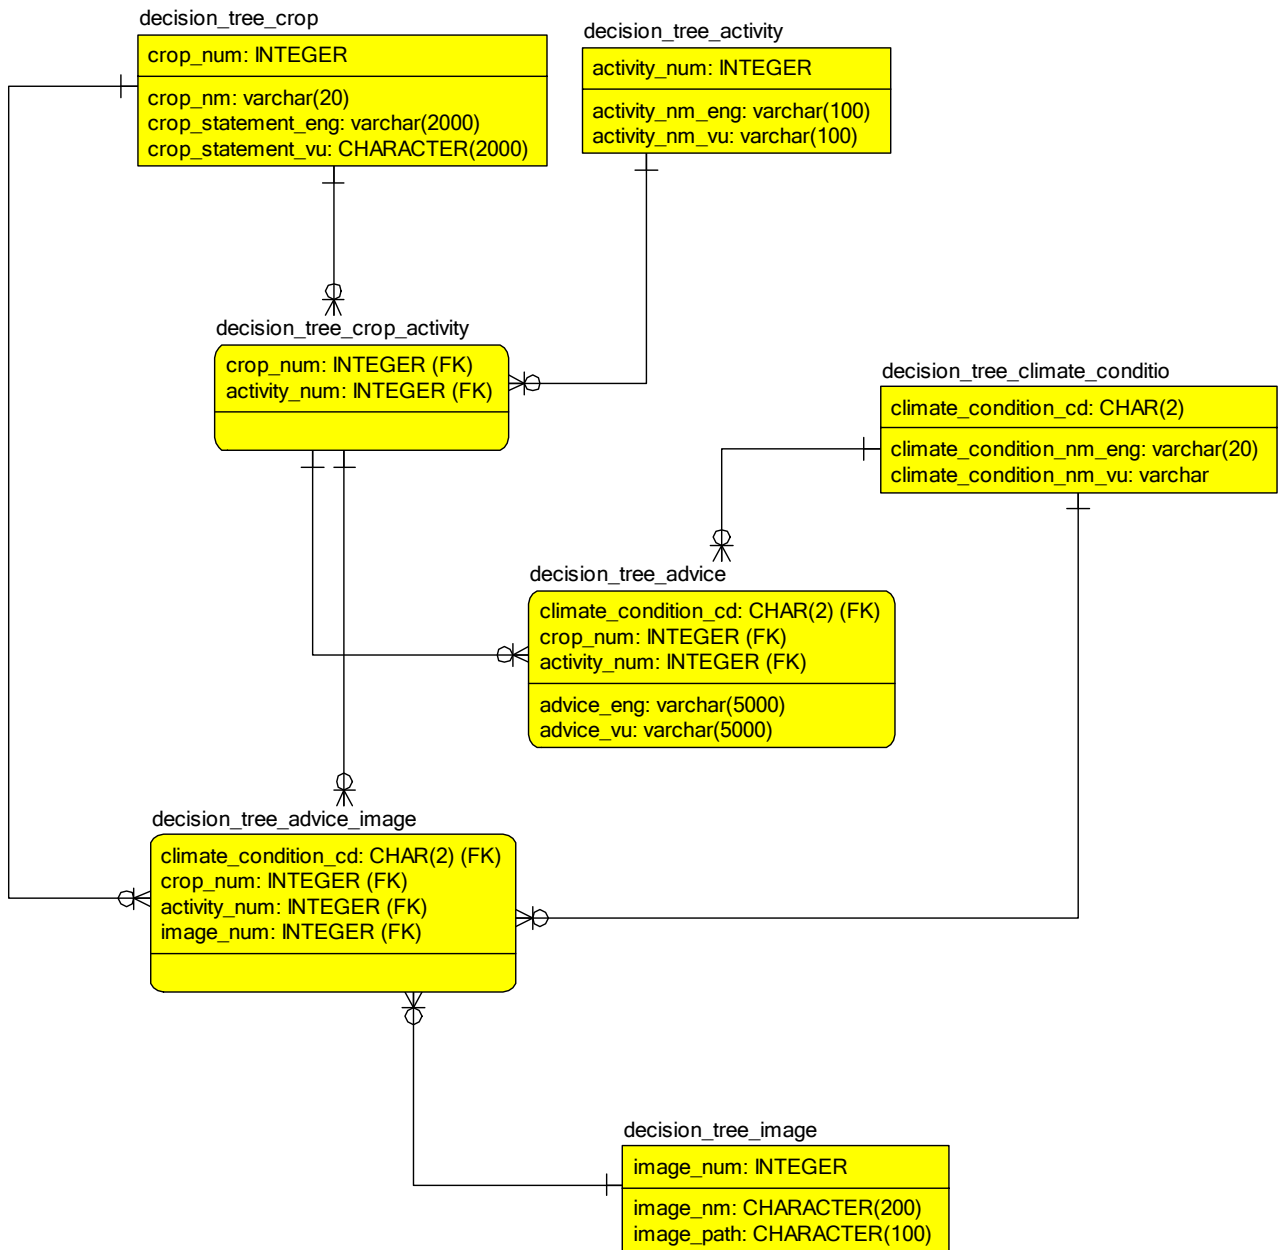 decision_tree_crop
crop_num: INTEGER
crop_nm: varchar(20)
crop_statement_eng: varchar(2000)
crop_statement_vu: CHARACTER(2000)
decision_tree_activity
activity_num: INTEGER
activity_nm_eng: varchar(100)
activity_nm_vu: varchar(100)
decision_tree_crop_activity
crop_num: INTEGER (FK)
activity_num: INTEGER (FK)
decision_tree_climate_conditio
climate_condition_cd: CHAR(2)
climate_condition_nm_eng: varchar(20)
climate_condition_nm_vu: varchar
decision_tree_advice
climate_condition_cd: CHAR(2) (FK)
crop_num: INTEGER (FK)
activity_num: INTEGER (FK)
advice_eng: varchar(5000)
advice_vu: varchar(5000)
decision_tree_advice_image
climate_condition_cd: CHAR(2) (FK)
crop_num: INTEGER (FK)
activity_num: INTEGER (FK)
image_num: INTEGER (FK)
decision_tree_image
image_num: INTEGER
image_nm: CHARACTER(200)
image_path: CHARACTER(100)